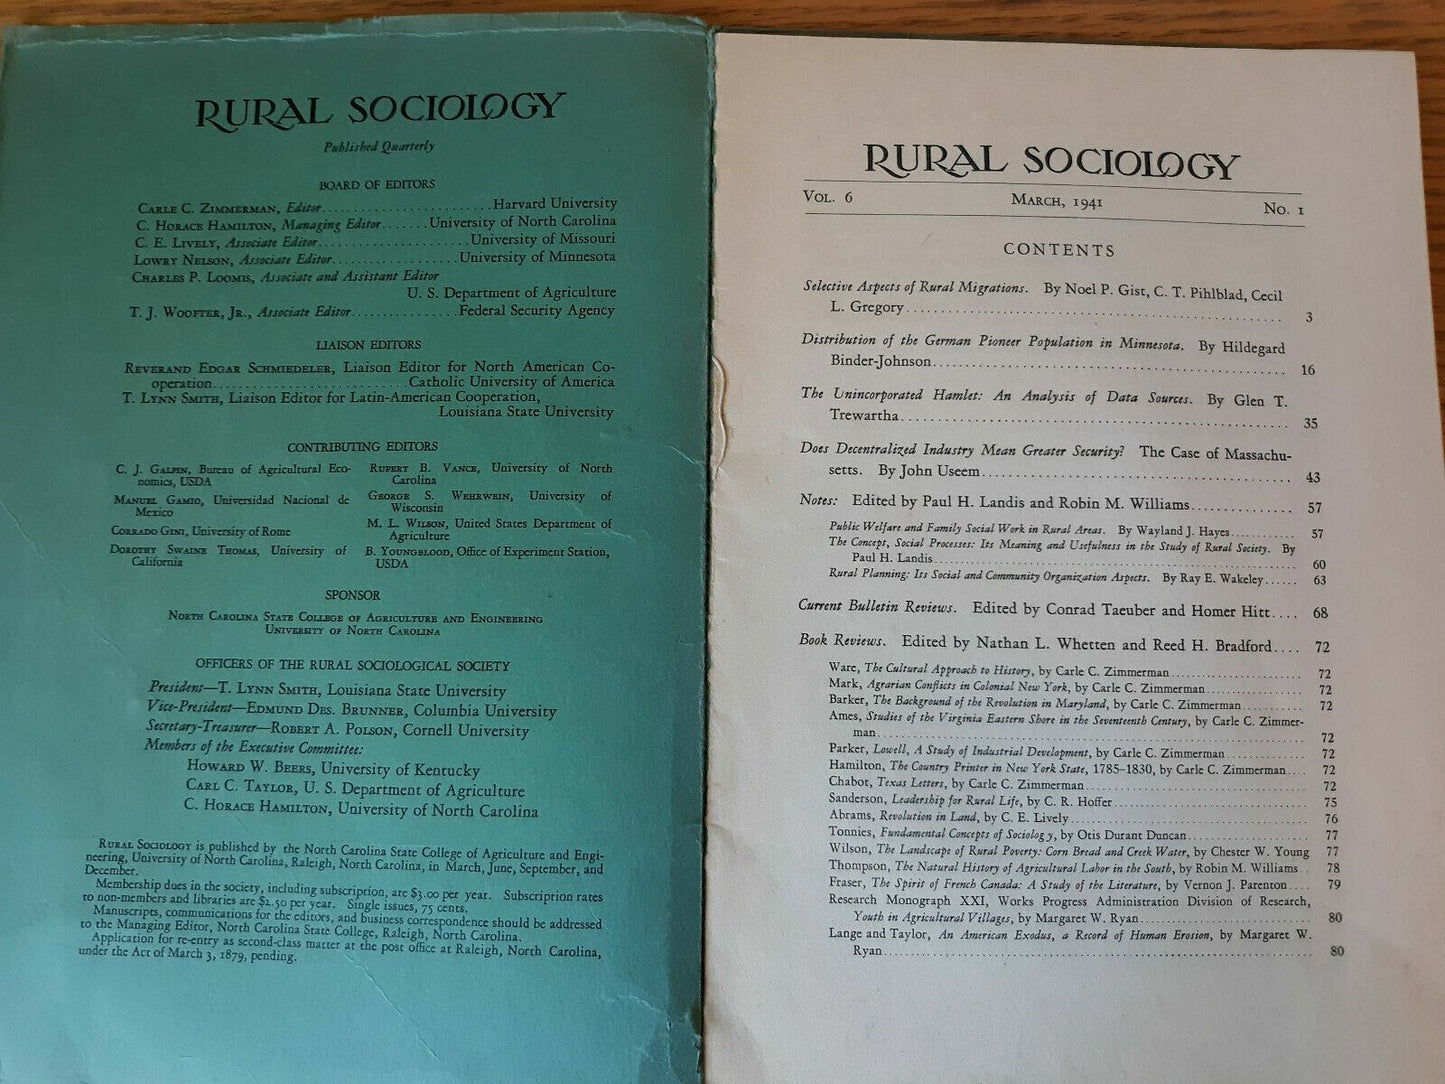 RURAL SOCIOLOGY
Published Quarterly
BOARD OF EDITORS
CARLE C. ZIMMERMAN, Editor........................Harvard University
C. HORACE HAMILTON, Managing Editor.......University of North Carolina
C. E. LIVELY, Associate Editor......................University of Missouri
LOWRY NELSON, Associate Editor..................University of Minnesota
CHARLES P. LOOMIS, Associate and Assistant Editor
U. S. Department of Agriculture
T. J. WOOFTER, JR., Associate Editor...............Federal Security Agency
LIAISON EDITORS
REVERAND EDGAR SCHMIEDELER, Liaison Editor for North American Co-
operation............................Catholic University of America
T. LYNN SMITH, Liaison Editor for Latin-American Cooperation,
Louisiana State University
CONTRIBUTING EDITORS
C. J. GALPIN, Bureau of Agricultural Eco-
nomics, USDA
MANUEL GAMIO, Universidad Nacional de
Mexico
CORRADO GINI, University of Rome
DOROTHY SWAINE THOMAS, University of
California
RUPERT B. VANCE, University of North
Carolina
GEORGE S. WEHRWEIN, University of
Wisconsin
M. L. WILSON, United States Department of
Agriculture
B. YOUNGBLOOD, Office of Experiment Station,
USDA
SPONSOR
NORTH CAROLINA STATE COLLEGE OF AGRICULTURE AND ENGINEERING
UNIVERSITY OF NORTH CAROLINA
OFFICERS OF THE RURAL SOCIOLOGICAL SOCIETY
President—T. LYNN SMITH, Louisiana State University
Vice-President—EDMUND DES. BRUNNER, Columbia University
Secretary-Treasurer—ROBERT A. POLSON, Cornell University
Members of the Executive Committee:
HOWARD W. BEERS, University of Kentucky
CARL C. TAYLOR, U. S. Department of Agriculture
C. HORACE HAMILTON, University of North Carolina
RURAL SOCIOLOGY is published by the North Carolina State College of Agriculture and Engi-
neering, University of North Carolina, Raleigh, North Carolina, in March, June, September, and
December.
Membership dues in the society, including subscription, are $3.00 per year. Subscription rates
to non-members and libraries are $2.50 per year. Single issues, 75 cents.
Manuscripts, communications for the editors, and business correspondence should be addressed
to the Managing Editor, North Carolina State College, Raleigh, North Carolina.
Application for re-entry as second-class matter at the post office at Raleigh, North Carolina,
under the Act of March 3, 1879, pending.
RURAL SOCIOLOGY
VOL. 6 MARCH, 1941 NO. 1
CONTENTS
Selective Aspects of Rural Migrations. By Noel P. Gist, C. T. Pihlblad, Cecil
L. Gregory.................................................. 3
Distribution of the German Pioneer Population in Minnesota. By Hildegard
Binder-Johnson............................................... 16
The Unincorporated Hamlet: An Analysis of Data Sources. By Glen T.
Trewartha................................................... 35
Does Decentralized Industry Mean Greater Security? The Case of Massachu-
setts. By John Useem........................................ 43
Notes: Edited by Paul H. Landis and Robin M. Williams............... 57
Public Welfare and Family Social Work in Rural Areas. By Wayland J. Hayes............ 57
The Concept, Social Processes: Its Meaning and Usefulness in the Study of Rural Society. By
Paul H. Landis............................................ 60
Rural Planning: Its Social and Community Organization Aspects. By Ray E. Wakeley...... 63
Current Bulletin Reviews. Edited by Conrad Taeuber and Homer Hitt.... 68
Book Reviews. Edited by Nathan L. Whetten and Reed H. Bradford.... 72
Ware, The Cultural Approach to History, by Carle C. Zimmerman...................... 72
Mark, Agrarian Conflicts in Colonial New York, by Carle C. Zimmerman................ 72
Barker, The Background of the Revolution in Maryland, by Carle C. Zimmerman............ 72
Ames, Studies of the Virginia Eastern Shore in the Seventeenth Century, by Carle C. Zimmer-
man................................................... 72
Parker, Lowell, A Study of Industrial Development, by Carle C. Zimmerman............. 72
Hamilton, The Country Printer in New York State, 1785-1830, by Carle C. Zimmerman.... 72
Chabot, Texas Letters, by Carle C. Zimmerman.............................. 72
Sanderson, Leadership for Rural Life, by C. R. Hoffer......................... 75
Abrams, Revolution in Land, by C. E. Lively................................ 76
Tonnies, Fundamental Concepts of Sociology, by Otis Durant Duncan................... 77
Wilson, The Landscape of Rural Poverty: Corn Bread and Creek Water, by Chester W. Young 77
Thompson, The Natural History of Agricultural Labor in the South, by Robin M. Williams.. 78
Fraser, The Spirit of French Canada: A Study of the Literature, by Vernon J. Parenton.... 79
Research Monograph XXI, Works Progress Administration Division of Research,
Youth in Agricultural Villages, by Margaret W. Ryan....................... 80
Lange and Taylor, An American Exodus, a Record of Human Erosion, by Margaret W.
Ryan................................................... 80